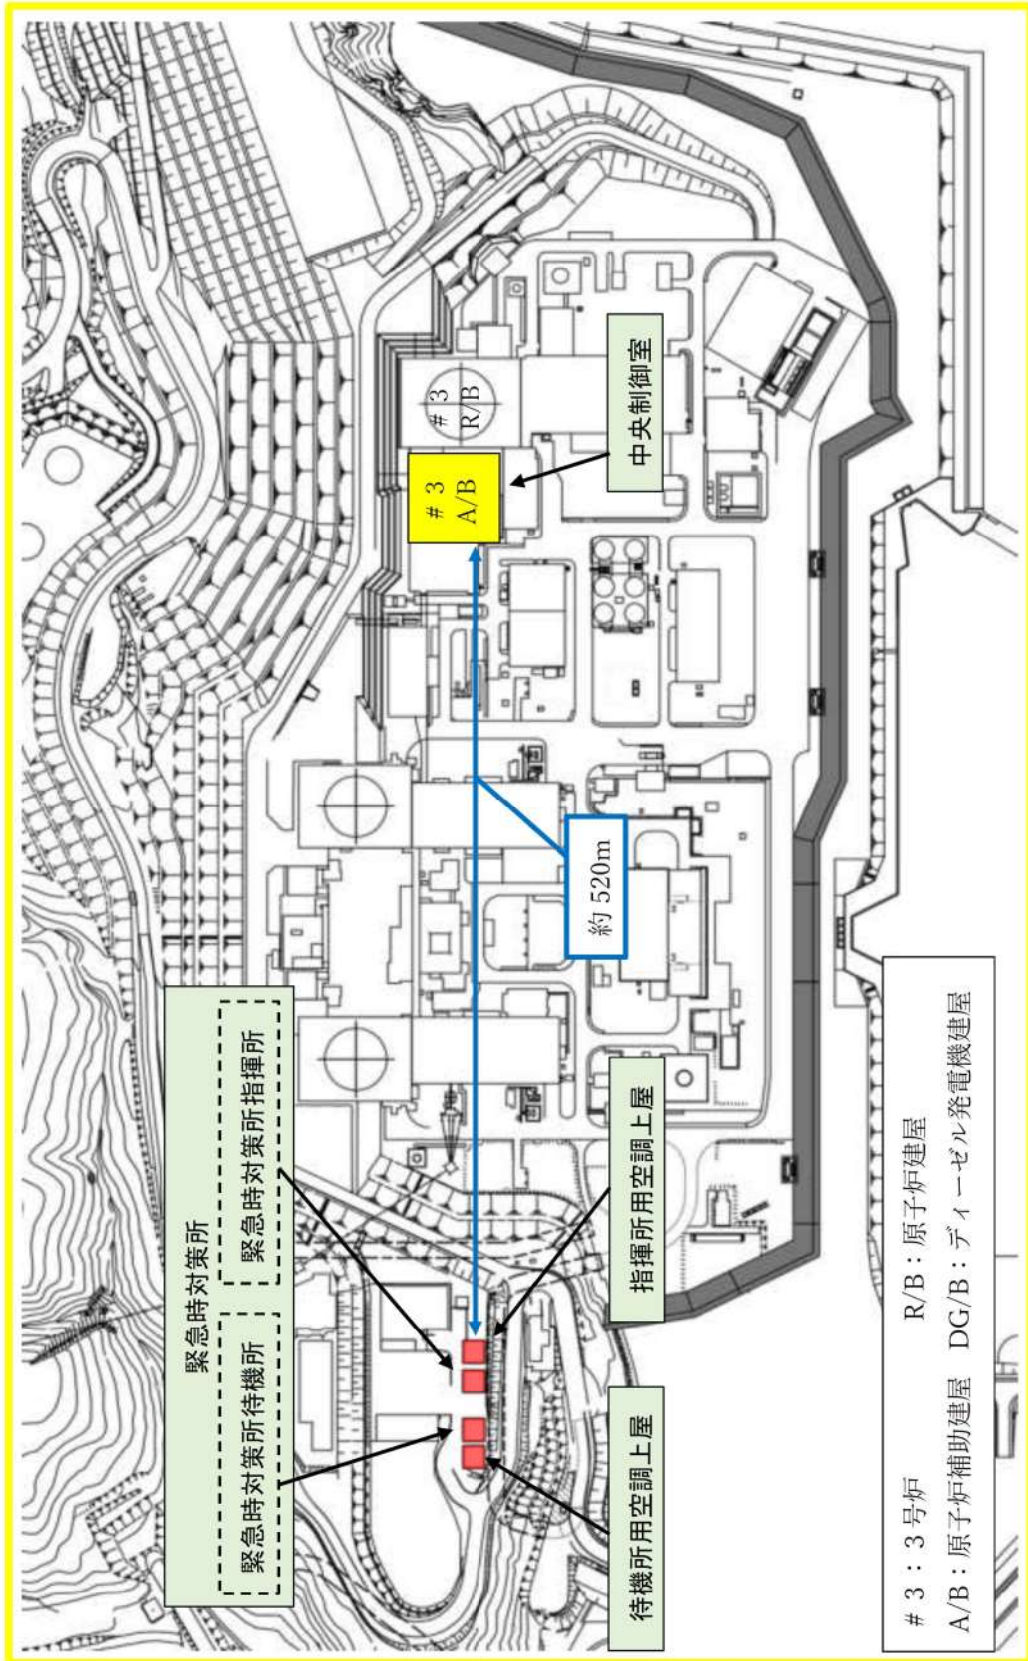 緊急時対策所
緊急時対策所待機所
緊急時対策所指揮所
# 3
R/B
# 3
A/B
中央制御室
約 520m
待機所用空調上屋
指揮所用空調上屋
# 3 : 3 号炉 R/B : 原子炉建屋
A/B : 原子炉補助建屋 DG/B : ディーゼル発電機建屋